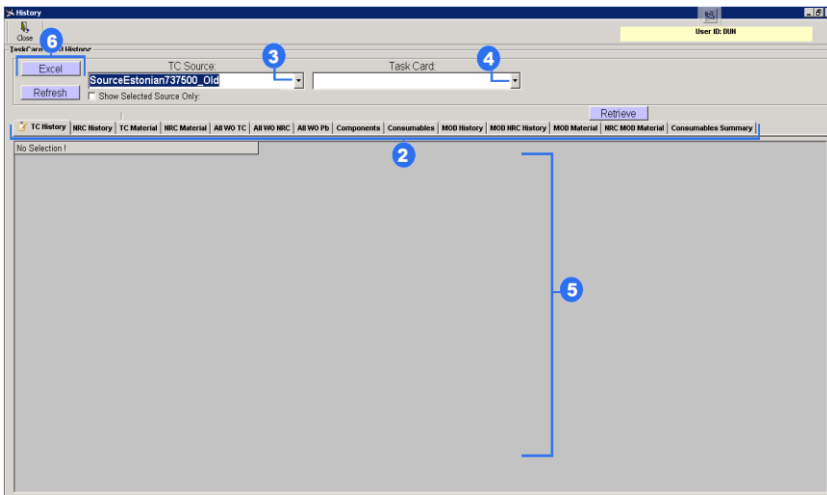 History
Close
User ID: DUN
6
Excel
TC Source:
3
Task Card:
4
SourceEstonian737500_Old
Refresh
Show Selected Source Only:
Retrieve
TC History NRC History TC Material NRC Material All WO TC All WO NRC All WO Pb Components Consumables MOD History MOD NRC History MOD Material NRC MOD Material Consumables Summary
2
No Selection !
5